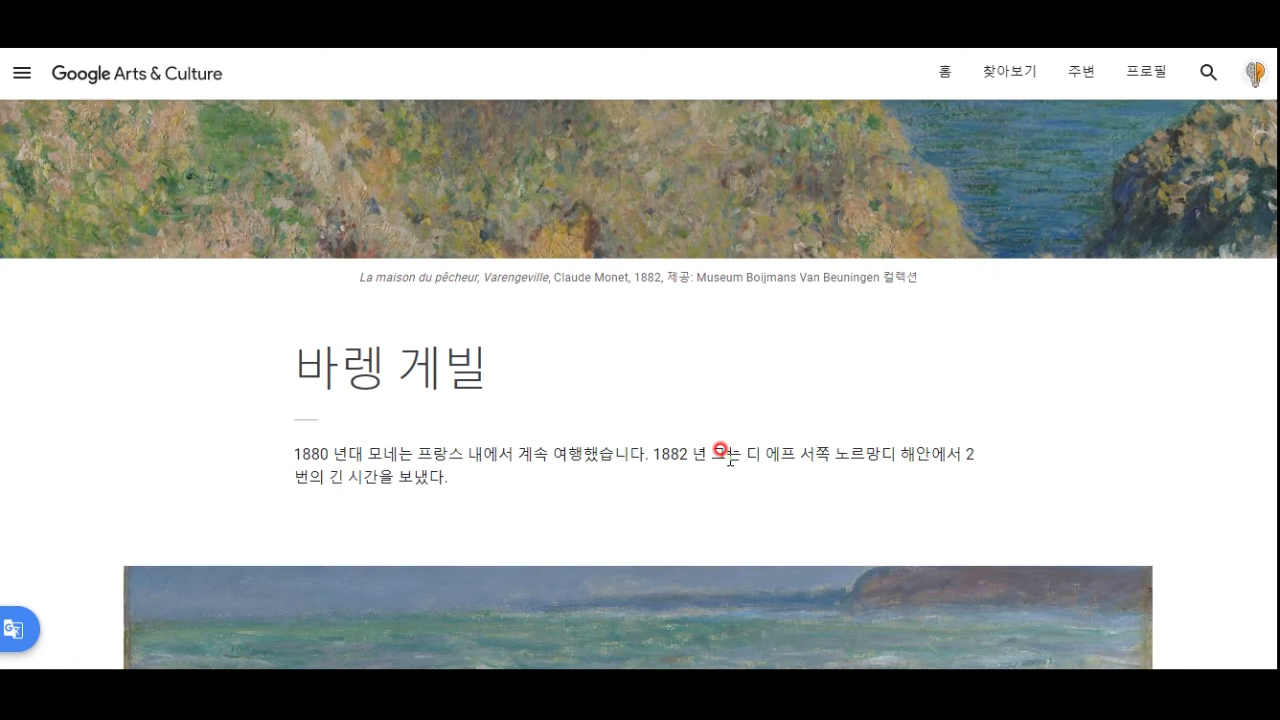 Google Arts & Culture
홈 찾아보기 주변 프로필
La maison du pêcheur, Varengeville, Claude Monet, 1882, 제공: Museum Boijmans Van Beuningen 컬렉션
바렝 게빌
1880 년대 모네는 프랑스 내에서 계속 여행했습니다. 1882 년 그는 디 에프 서쪽 노르망디 해안에서 2
번의 긴 시간을 보냈다.